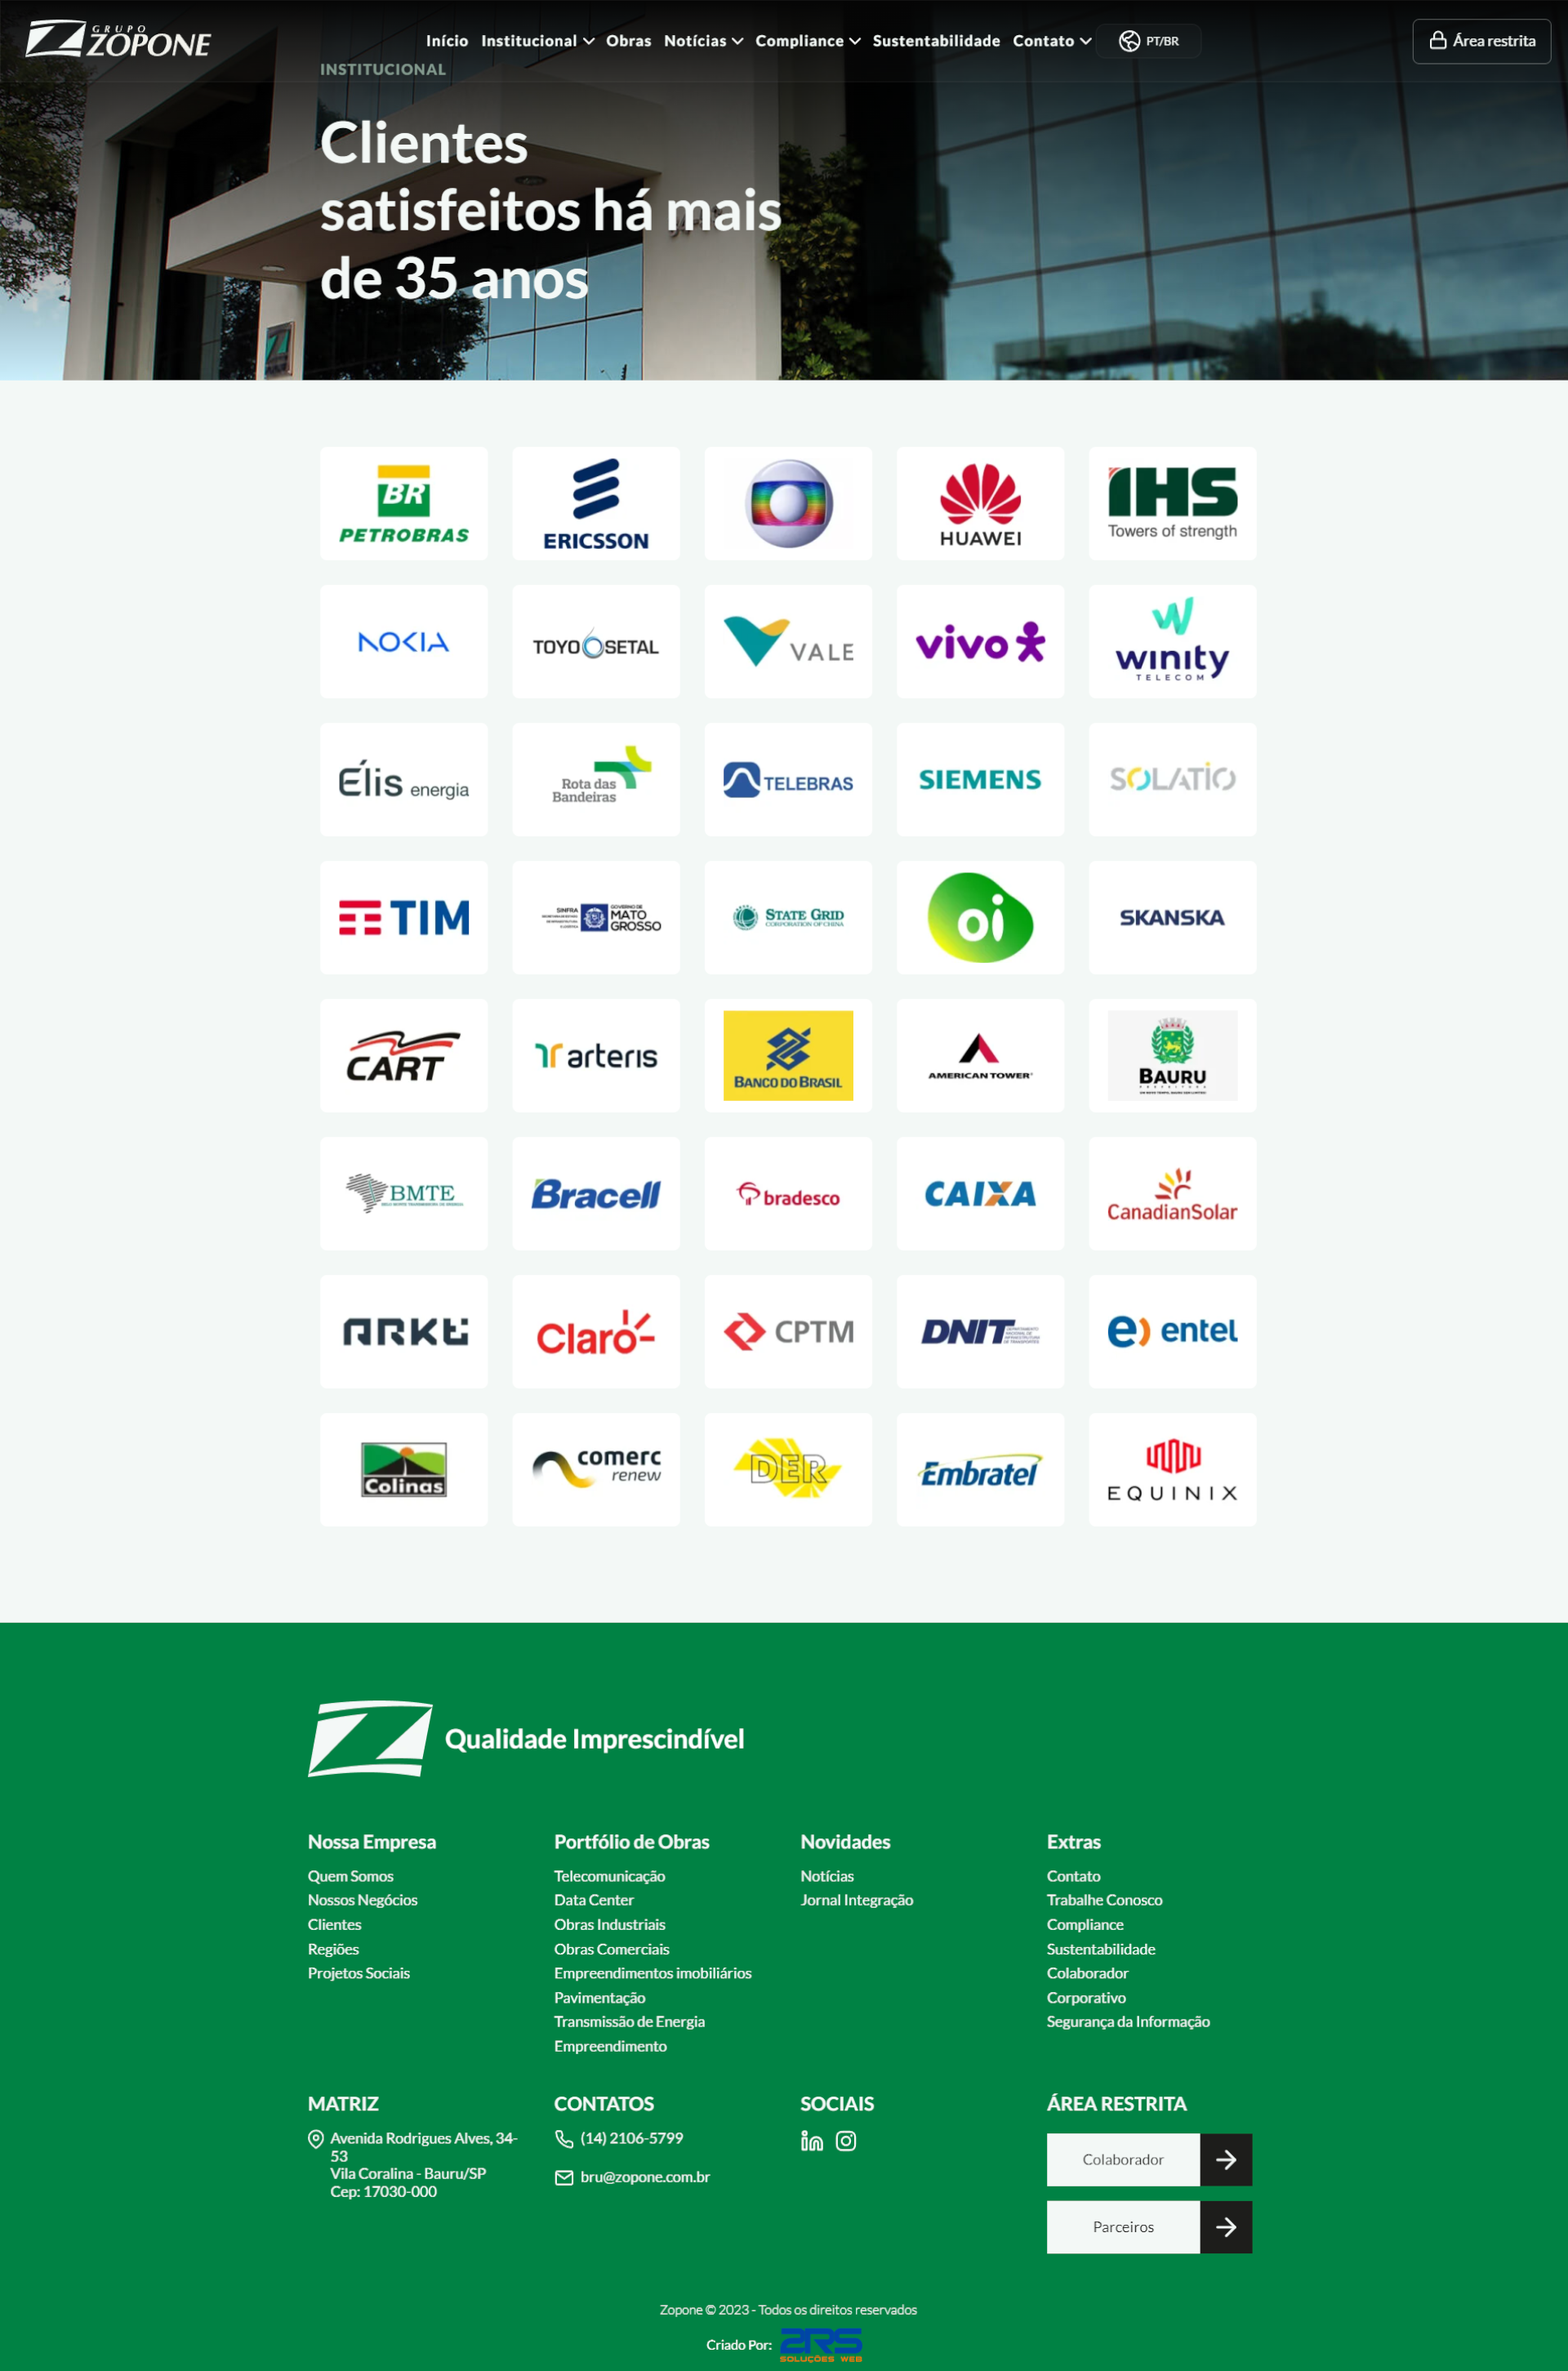 GRUPO
ZOPONE
Início Institucional Obras Notícias Compliance Sustentabilidade Contato PT/BR Área restrita
INSTITUCIONAL
Clientes
satisfeitos há mais
de 35 anos
BR
PETROBRAS
ERICSSON
HUAWEI
IHS
Towers of strength
NOKIA
TOYO SETAL
VALE
vivo
winity
TELECOM
Élis energia
Rota das
Bandeiras
TELEBRAS
SIEMENS
SOLATIO
TIM
SINFRA
GOVERNO DE
MATO
GROSSO
STATE GRID
CORPORATION OF CHINA
oi
SKANSKA
CART
arteris
BANCO DO BRASIL
AMERICAN TOWER
BAURU
PREFEITURA
BMTE
Bracell
bradesco
CAIXA
CanadianSolar
ARKE
Claro
CPTM
DNIT
DEPARTAMENTO
NACIONAL DE
INFRAESTRUTURA
DE TRANSPORTES
entel
Colinas
comerc
renew
DER
Embratel
EQUINIX
Qualidade Imprescindível
Nossa Empresa
Quem Somos
Nossos Negócios
Clientes
Regiões
Projetos Sociais
Portfólio de Obras
Telecomunicação
Data Center
Obras Industriais
Obras Comerciais
Empreendimentos imobiliários
Pavimentação
Transmissão de Energia
Empreendimento
Novidades
Notícias
Jornal Integração
Extras
Contato
Trabalhe Conosco
Compliance
Sustentabilidade
Colaborador
Corporativo
Segurança da Informação
MATRIZ
Avenida Rodrigues Alves, 34-
53
Vila Coralina - Bauru/SP
Cep: 17030-000
CONTATOS
(14) 2106-5799
bru@zopone.com.br
SOCIAIS
ÁREA RESTRITA
Colaborador
Parceiros
Zopone © 2023 - Todos os direitos reservados
Criado Por: 2RS
SOLUÇÕES WEB